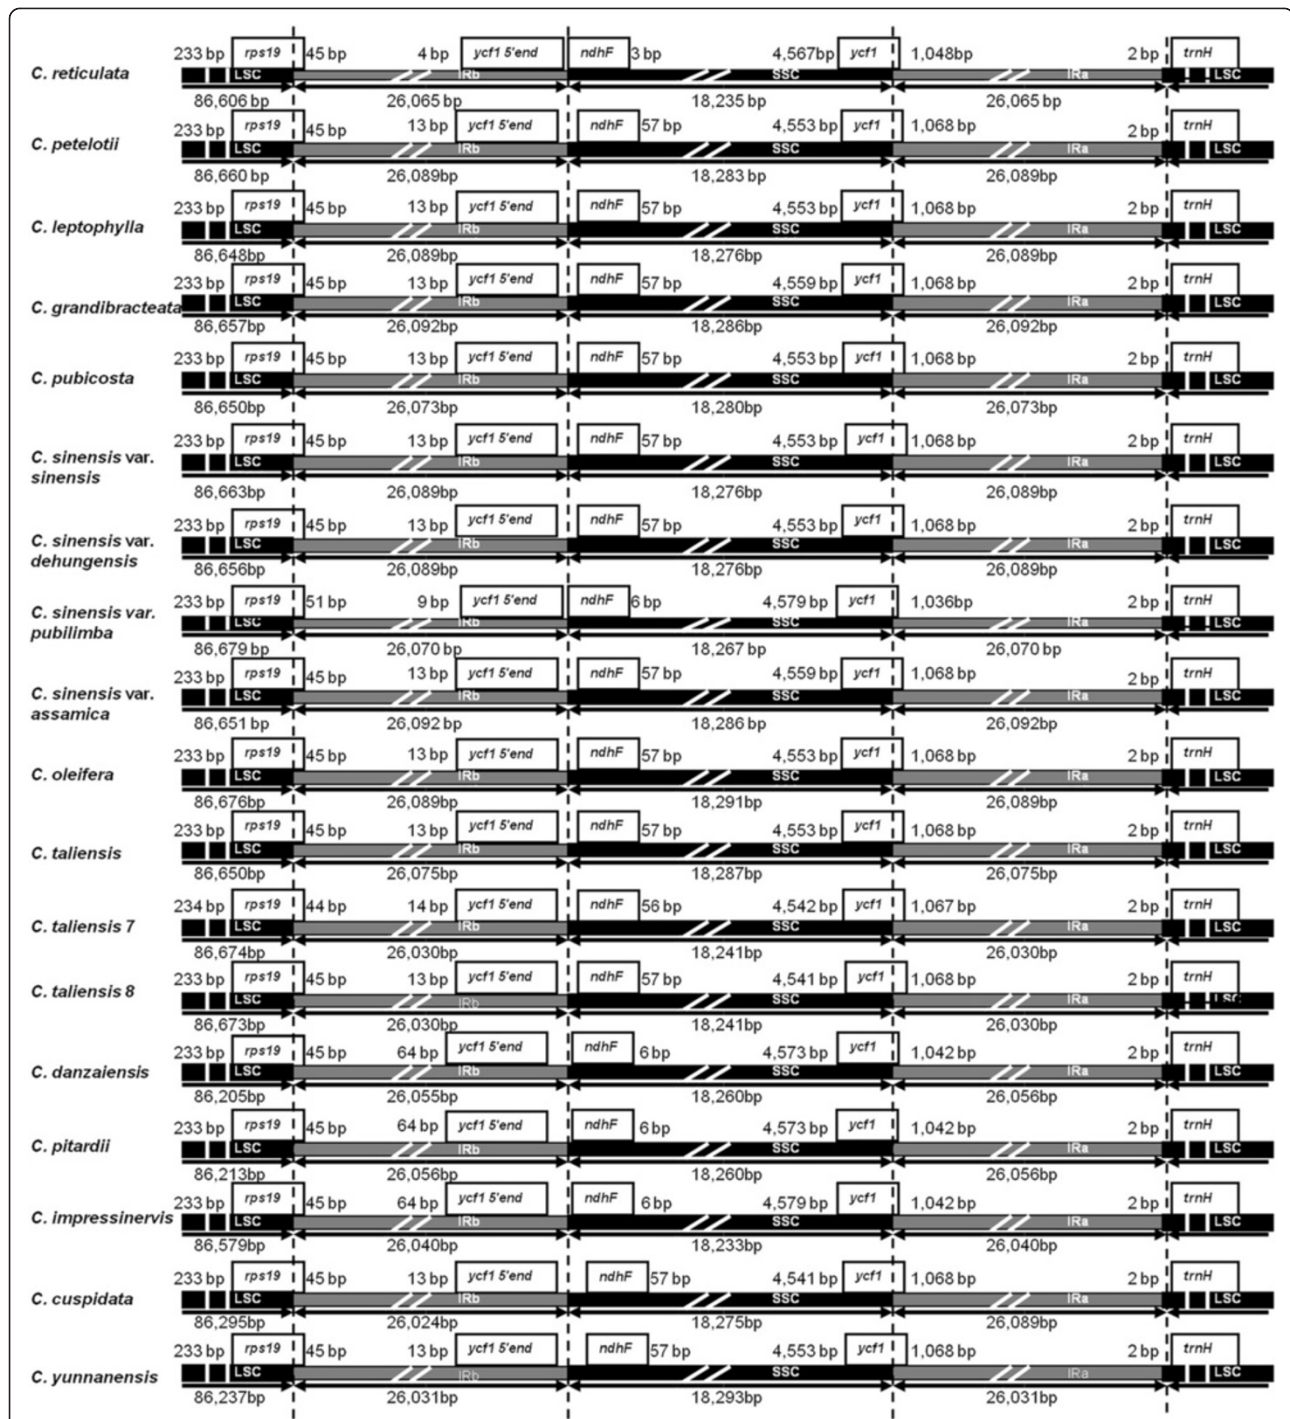 233 bp rps19 45 bp 4 bp ycf1 5'end ndhF 3 bp 4,567bp ycf1 1,048bp 2 bp trnH
C. reticulata LSC IRb SSC IRa LSC
86,606 bp 26,065 bp 18,235 bp 26,065 bp
233 bp rps19 45 bp 13 bp ycf1 5'end ndhF 57 bp 4,553 bp ycf1 1,068 bp 2 bp trnH
C. petelotii LSC IRb SSC IRa LSC
86,660 bp 26,089bp 18,283 bp 26,089bp
233 bp rps19 45 bp 13 bp ycf1 5'end ndhF 57 bp 4,553 bp ycf1 1,068 bp 2 bp trnH
C. leptophylla LSC IRb SSC IRa LSC
86,648bp 26,089bp 18,276bp 26,089bp
233 bp rps19 45 bp 13 bp ycf1 5'end ndhF 57 bp 4,559 bp ycf1 1,068 bp 2 bp trnH
C. grandibracteata LSC IRb SSC IRa LSC
86,657bp 26,092bp 18,286bp 26,092bp
233 bp rps19 45 bp 13 bp ycf1 5'end ndhF 57 bp 4,553 bp ycf1 1,068 bp 2 bp trnH
C. pubicosta LSC IRb SSC IRa LSC
86,650bp 26,073bp 18,280bp 26,073bp
233 bp rps19 45 bp 13 bp ycf1 5'end ndhF 57 bp 4,553 bp ycf1 1,068bp 2 bp trnH
C. sinensis var. LSC IRb SSC IRa LSC
sinensis
86,663bp 26,089bp 18,276bp 26,089bp
233 bp rps19 45 bp 13 bp ycf1 5'end ndhF 57 bp 4,553 bp ycf1 1,068 bp 2 bp trnH
C. sinensis var. LSC IRb SSC IRa LSC
dehungensis
86,656bp 26,089bp 18,276bp 26,089bp
233 bp rps19 51 bp 9 bp ycf1 5'end ndhF 6 bp 4,579 bp ycf1 1,036bp 2 bp trnH
C. sinensis var. LSC IRb SSC IRa LSC
pubilimba
86,679 bp 26,070 bp 18,267 bp 26,070 bp
233 bp rps19 45 bp 13 bp ycf1 5'end ndhF 57 bp 4,559 bp ycf1 1,068 bp 2 bp trnH
C. sinensis var. LSC IRb SSC IRa LSC
assamica
86,651 bp 26,092 bp 18,286 bp 26,092bp
233 bp rps19 45 bp 13 bp ycf1 5'end ndhF 57 bp 4,553 bp ycf1 1,068 bp 2 bp trnH
C. oleifera LSC IRb SSC IRa LSC
86,676bp 26,089bp 18,291bp 26,089bp
233 bp rps19 45 bp 13 bp ycf1 5'end ndhF 57 bp 4,553 bp ycf1 1,068 bp 2 bp trnH
C. taliensis LSC IRb SSC IRa LSC
86,650bp 26,075bp 18,287bp 26,075bp
234 bp rps19 44 bp 14 bp ycf1 5'end ndhF 56 bp 4,542 bp ycf1 1,067 bp 2 bp trnH
C. taliensis 7 LSC IRb SSC IRa LSC
86,674bp 26,030bp 18,241bp 26,030bp
233 bp rps19 45 bp 13 bp ycf1 5'end ndhF 57 bp 4,541 bp ycf1 1,068 bp 2 bp trnH
C. taliensis 8 LSC IRb SSC IRa LSC
86,673bp 26,030bp 18,241bp 26,030bp
233 bp rps19 45 bp 64 bp ycf1 5'end ndhF 6 bp 4,573 bp ycf1 1,042 bp 2 bp trnH
C. danzaiensis LSC IRb SSC IRa LSC
86,205bp 26,055bp 18,260bp 26,056bp
233 bp rps19 45 bp 64 bp ycf1 5'end ndhF 6 bp 4,573 bp ycf1 1,042 bp 2 bp trnH
C. pitardii LSC IRb SSC IRa LSC
86,213bp 26,056bp 18,260bp 26,056bp
233 bp rps19 45 bp 64 bp ycf1 5'end ndhF 6 bp 4,579 bp ycf1 1,042 bp 2 bp trnH
C. impressinervis LSC IRb SSC IRa LSC
86,579bp 26,040bp 18,233bp 26,040bp
233 bp rps19 45 bp 13 bp ycf1 5'end ndhF 57 bp 4,541 bp ycf1 1,068 bp 2 bp trnH
C. cuspidata LSC IRb SSC IRa LSC
86,295bp 26,024bp 18,275bp 26,089bp
233 bp rps19 45 bp 13 bp ycf1 5'end ndhF 57 bp 4,553 bp ycf1 1,068 bp 2 bp trnH
C. yunnanensis LSC IRb SSC IRa LSC
86,237bp 26,031bp 18,293bp 26,031bp